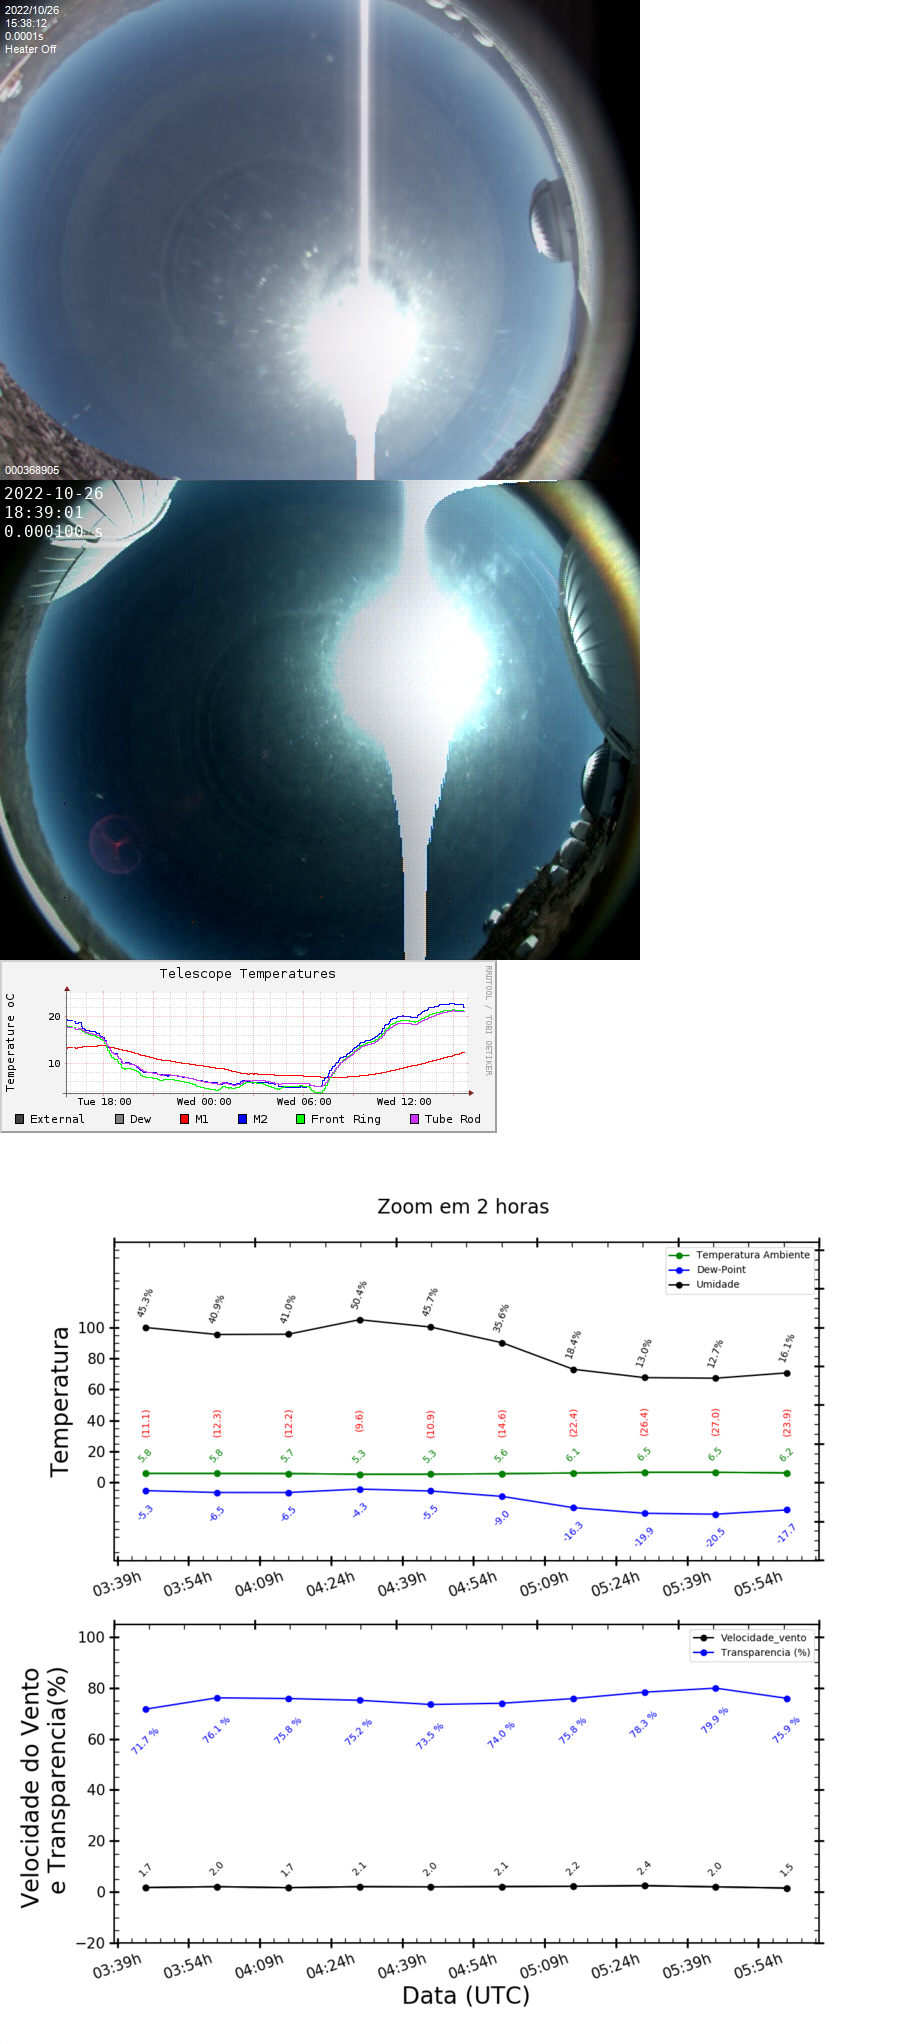 2022/10/26
15:38:12
0.0001s
Heater Off
000368905
2022-10-26
18:39:01
0.000100 s
Telescope Temperatures
RRDTOOL / TOBI OETIKER
Temperature oC
20
10
Tue 18:00 Wed 00:00 Wed 06:00 Wed 12:00
External Dew M1 M2 Front Ring Tube Rod
Zoom em 2 horas
Temperatura Ambiente
Dew-Point
Umidade
Temperatura
100
80
60
40
20
0
45.3% 40.9% 41.0% 50.4% 45.7% 35.6% 18.4% 13.0% 12.7% 16.1%
(11.1) (12.3) (12.2) (9.6) (10.9) (14.6) (22.4) (26.4) (27.0) (23.9)
5.8 5.8 5.7 5.3 5.3 5.6 6.1 6.5 6.5 6.2
-5.3 -6.5 -6.5 -4.3 -5.5 -9.0 -16.3 -19.9 -20.5 -17.7
03:39h 03:54h 04:09h 04:24h 04:39h 04:54h 05:09h 05:24h 05:39h 05:54h
Velocidade_vento
Transparencia (%)
Velocidade do Vento
e Transparencia(%)
100
80
60
40
20
0
−20
71.7 % 76.1 % 75.8 % 75.2 % 73.5 % 74.0 % 75.8 % 78.3 % 79.9 % 75.9 %
1.7 2.0 1.7 2.1 2.0 2.1 2.2 2.4 2.0 1.5
03:39h 03:54h 04:09h 04:24h 04:39h 04:54h 05:09h 05:24h 05:39h 05:54h
Data (UTC)